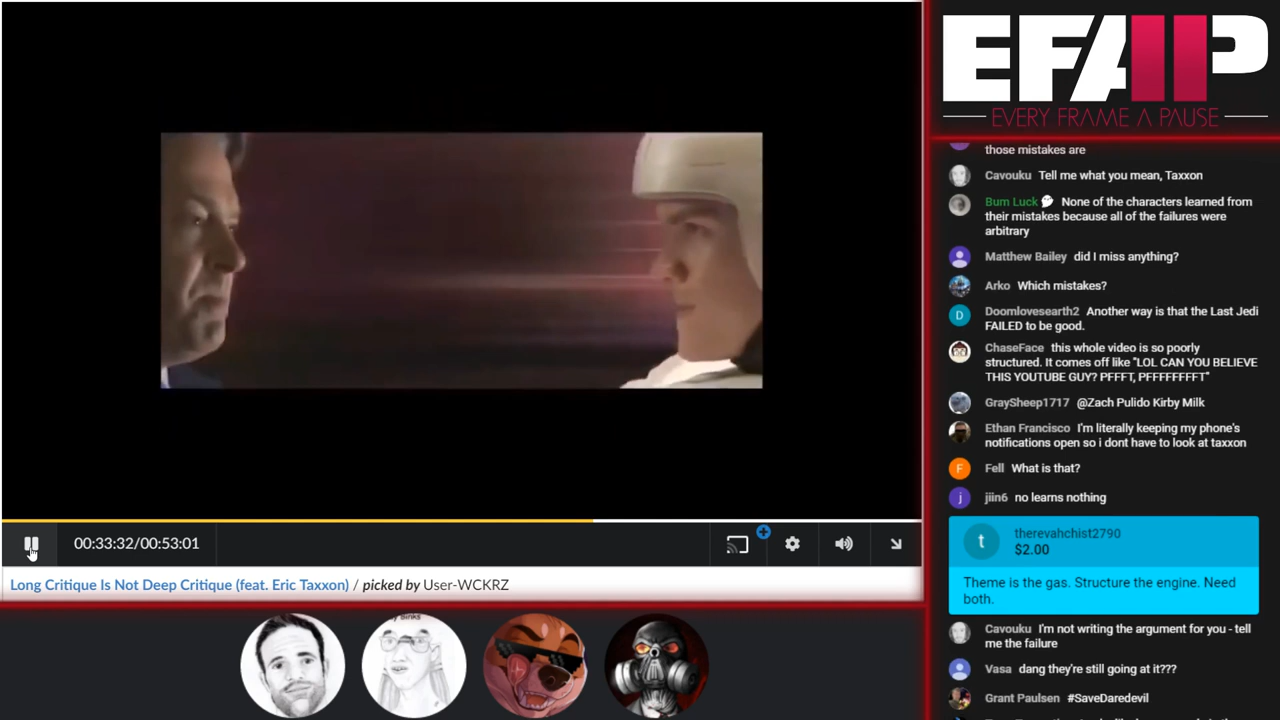 EFAP
EVERY FRAME A PAUSE
those mistakes are
Cavouku Tell me what you mean, Taxxon
Bum Luck None of the characters learned from
their mistakes because all of the failures were
arbitrary
Matthew Bailey did I miss anything?
Arko Which mistakes?
D Doomlovesearth2 Another way is that the Last Jedi
FAILED to be good.
ChaseFace this whole video is so poorly
structured. It comes off like "LOL CAN YOU BELIEVE
THIS YOUTUBE GUY? PFFFT, PFFFFFFFFT"
GraySheep1717 @Zach Pulido Kirby Milk
Ethan Francisco I'm literally keeping my phone's
notifications open so i dont have to look at taxxon
F Fell What is that?
j jiin6 no learns nothing
t therevahchist2790
$2.00
Theme is the gas. Structure the engine. Need
both.
Cavouku I'm not writing the argument for you - tell
me the failure
Vasa dang they're still going at it???
Grant Paulsen #SaveDaredevil
00:33:32/00:53:01
Long Critique Is Not Deep Critique (feat. Eric Taxxon) / picked by User-WCKRZ